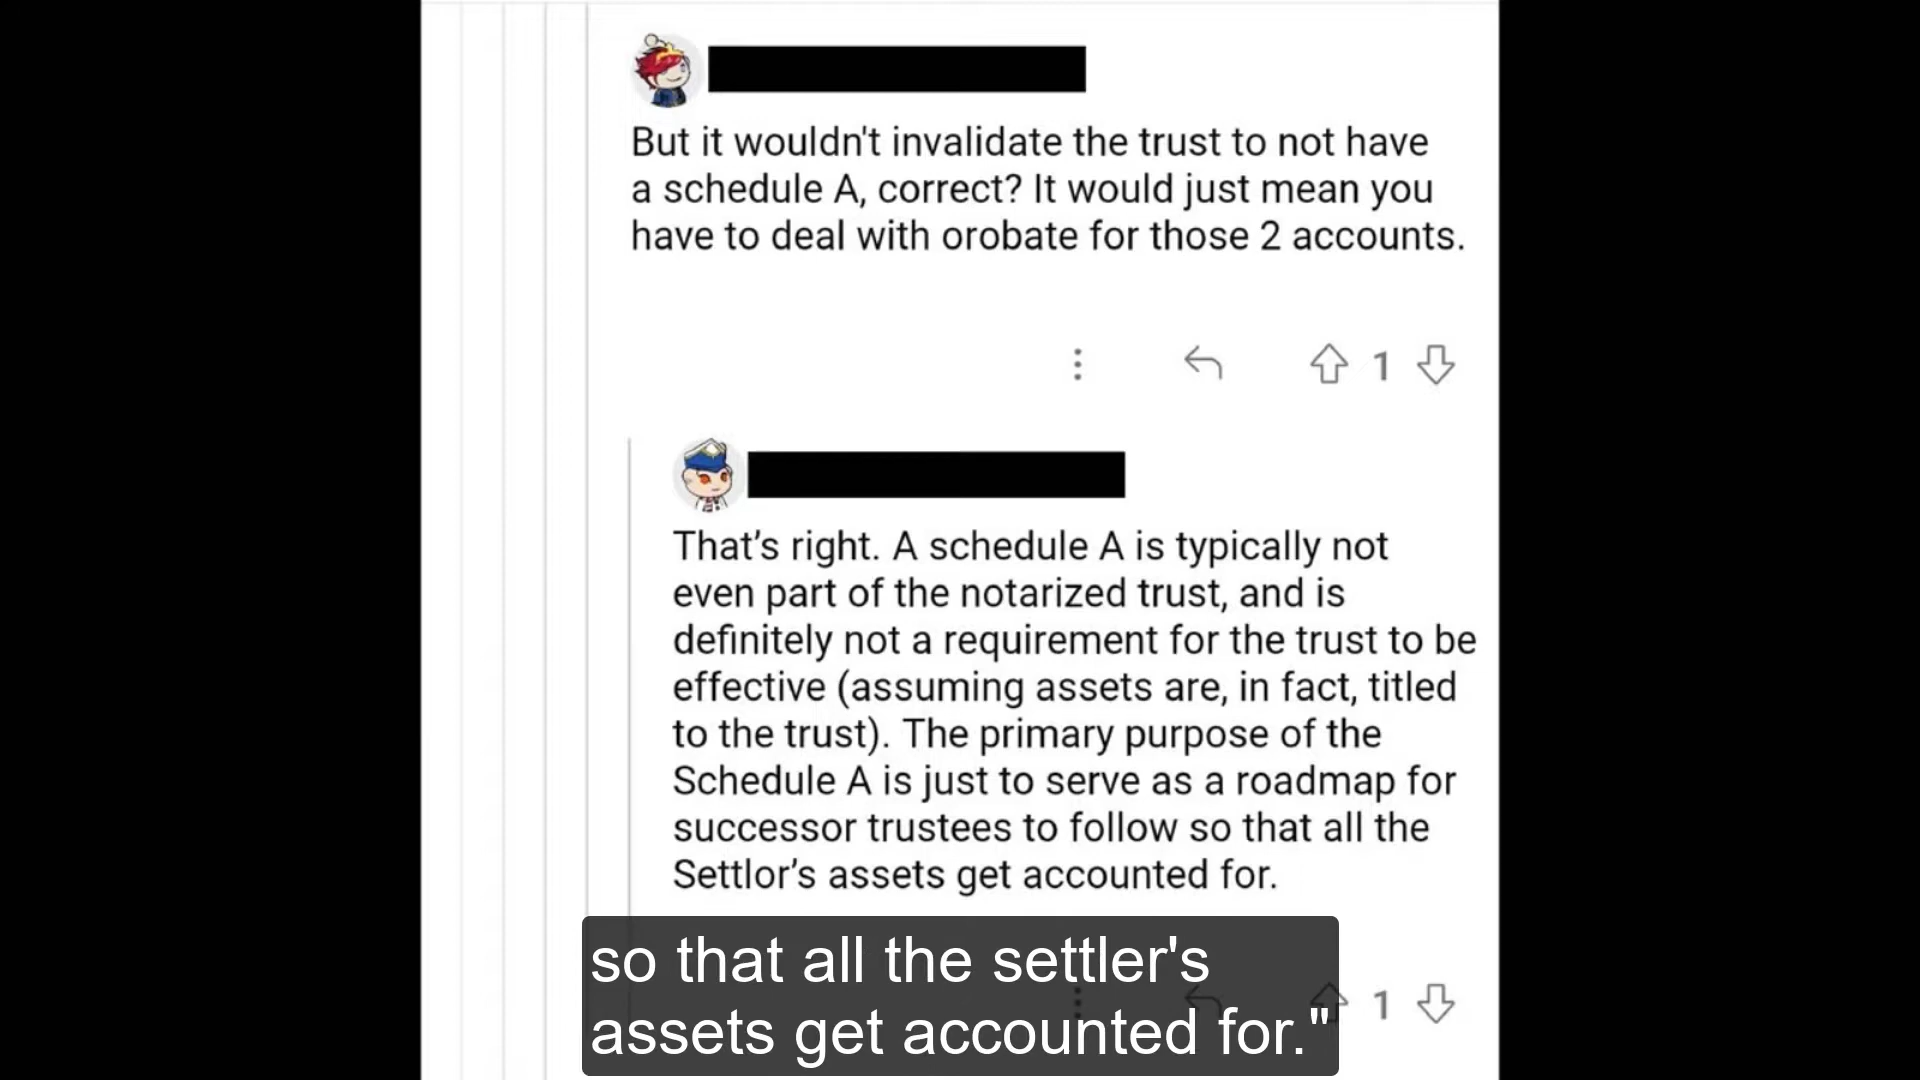 But it wouldn't invalidate the trust to not have
a schedule A, correct? It would just mean you
have to deal with orobate for those 2 accounts.
1
That’s right. A schedule A is typically not
even part of the notarized trust, and is
definitely not a requirement for the trust to be
effective (assuming assets are, in fact, titled
to the trust). The primary purpose of the
Schedule A is just to serve as a roadmap for
successor trustees to follow so that all the
Settlor’s assets get accounted for.
so that all the settler's
assets get accounted for."
1